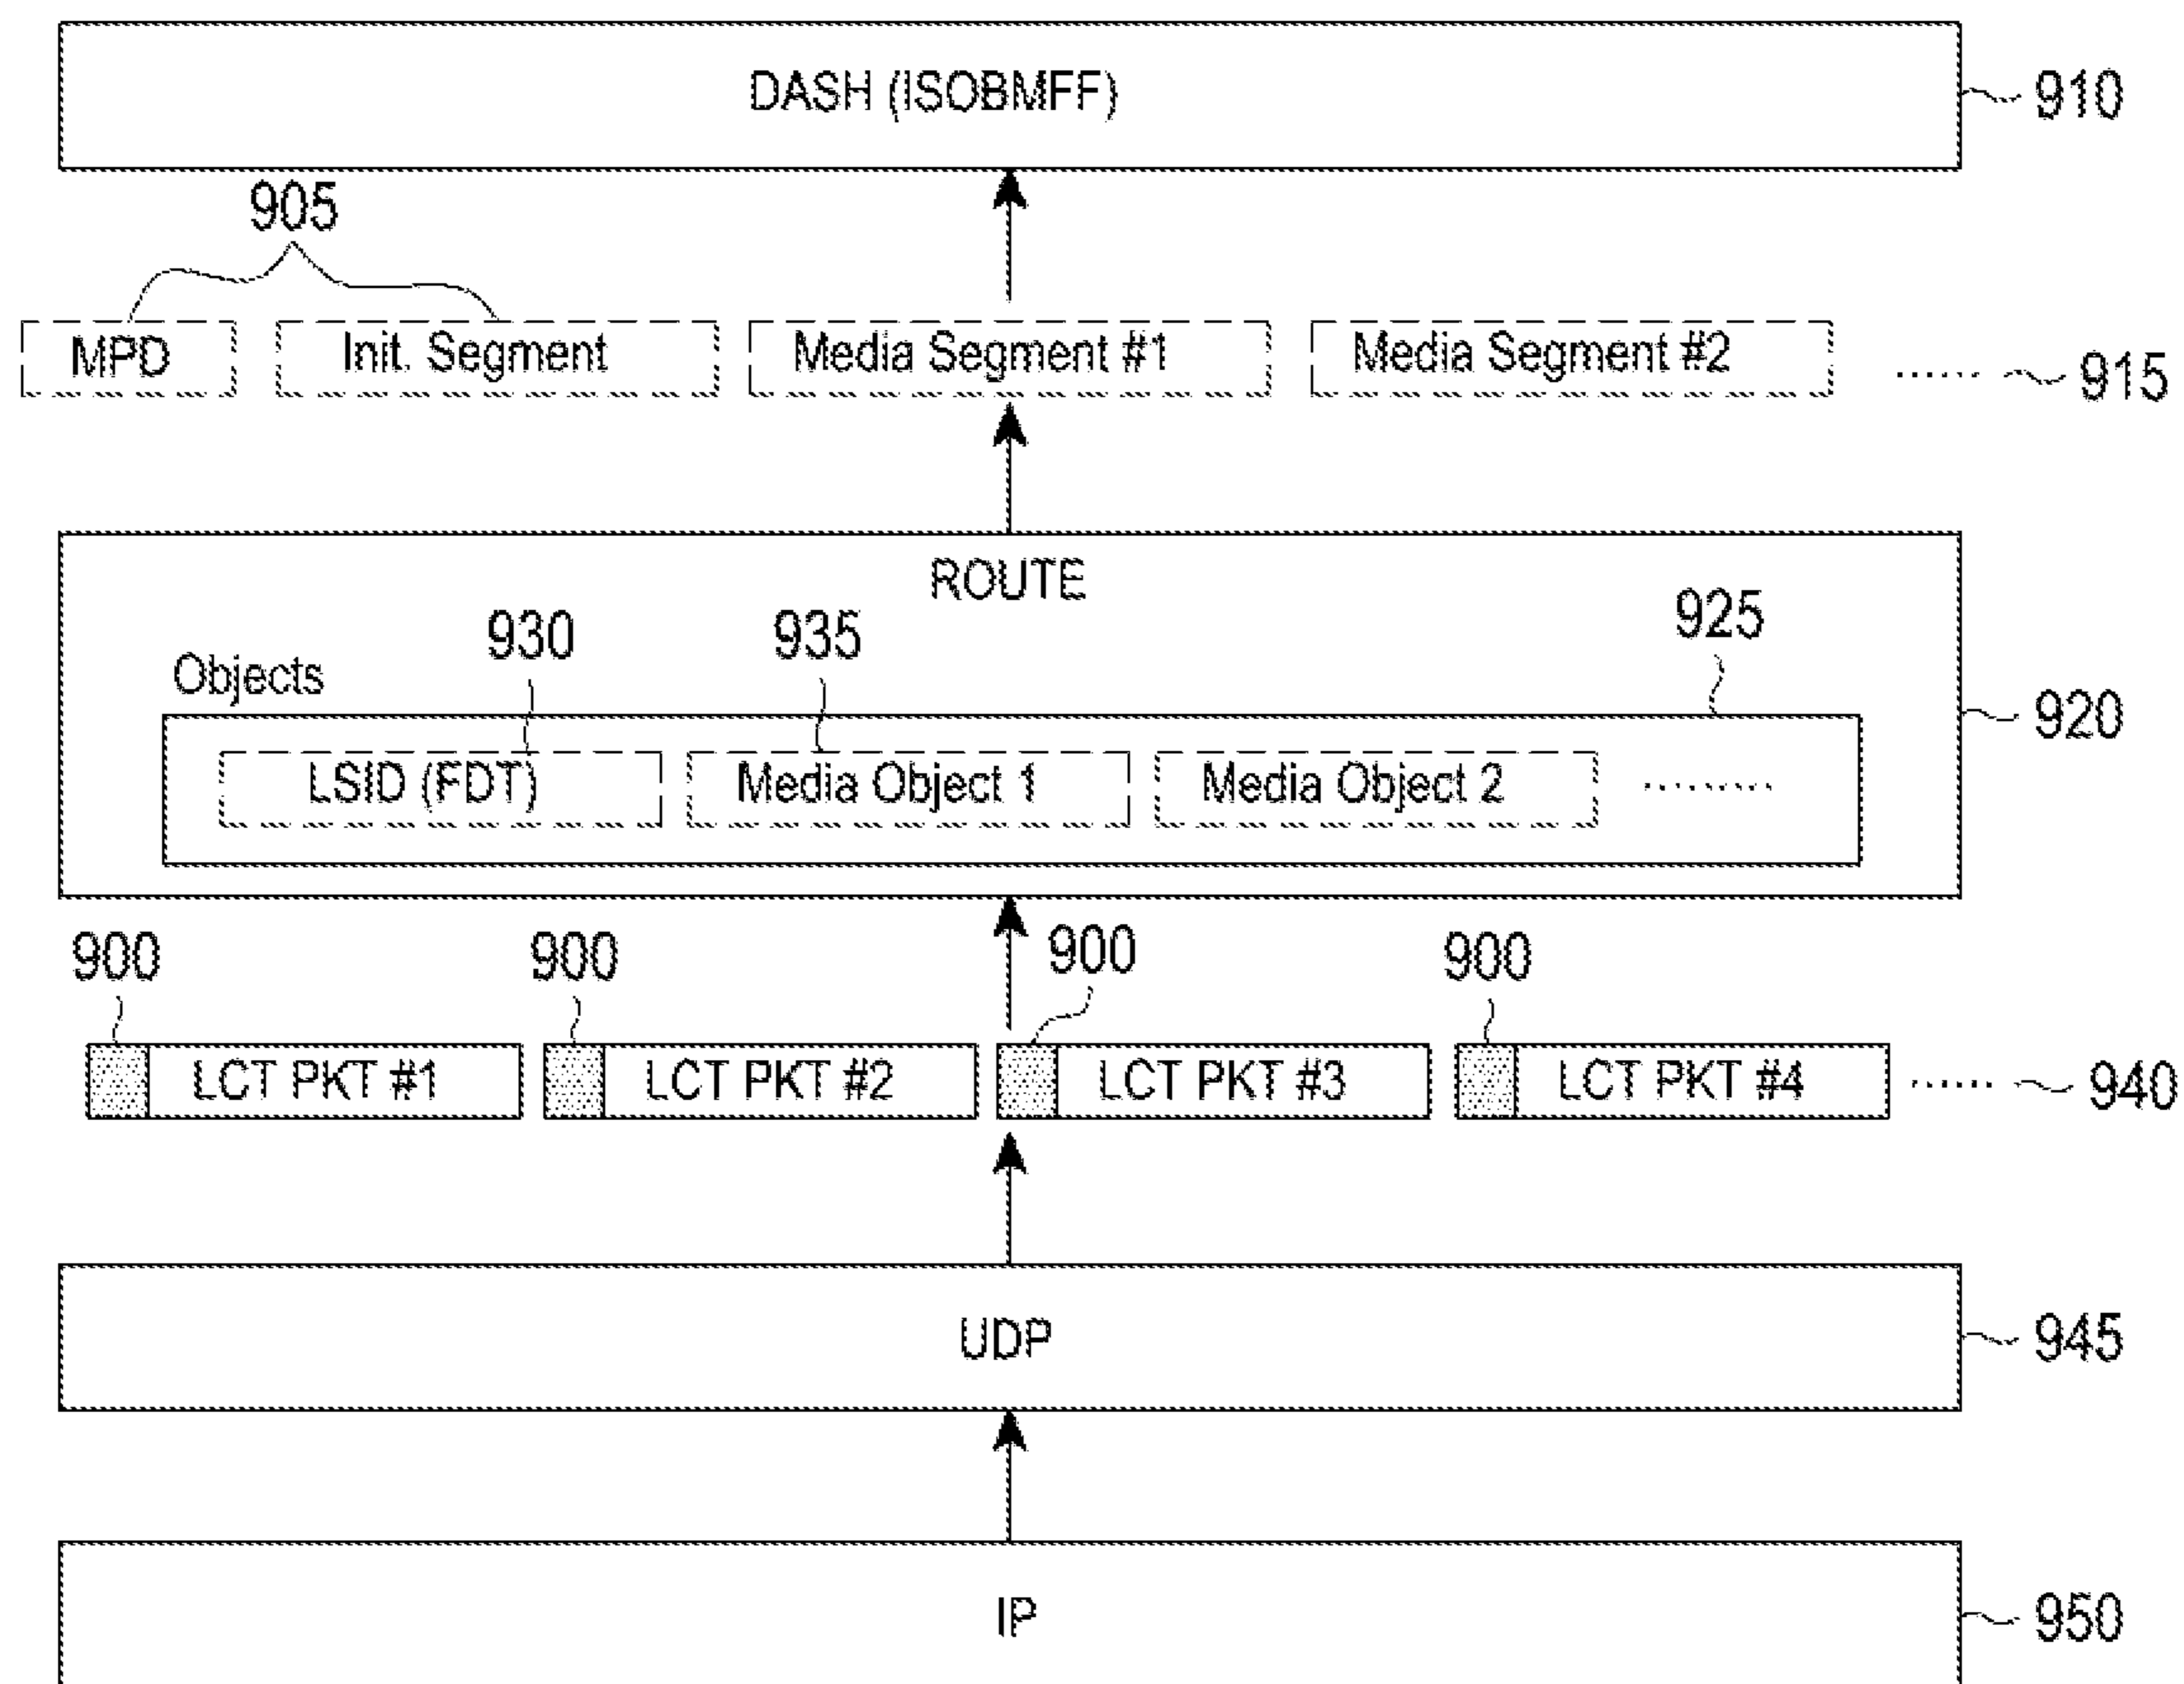 DASH (ISOBMFF)
910
905
MPD
Init. Segment
Media Segment #1
Media Segment #2
915
ROUTE
930
935
925
Objects
920
LSID (FDT)
Media Object 1
Media Object 2
900
900
900
900
LCT PKT #1
LCT PKT #2
LCT PKT #3
LCT PKT #4
940
UDP
945
IP
950